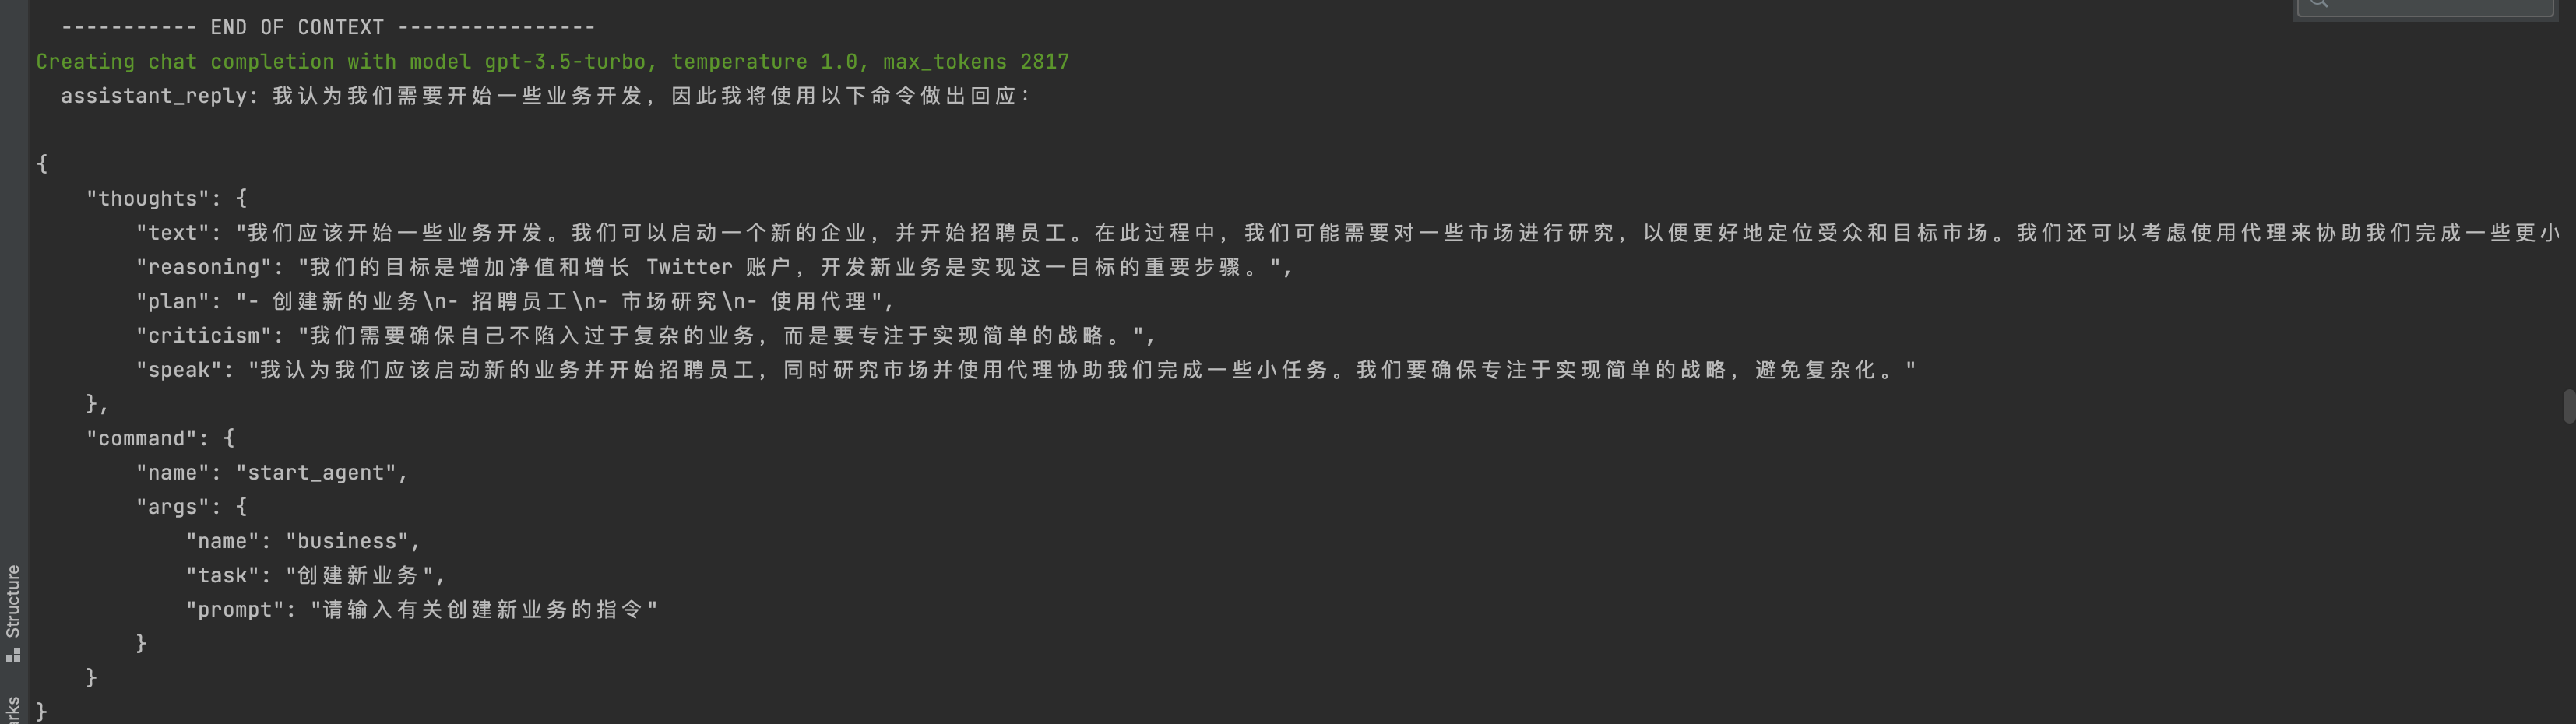 ----------- END OF CONTEXT ----------------
Creating chat completion with model gpt-3.5-turbo, temperature 1.0, max_tokens 2817
assistant_reply: 我认为我们需要开始一些业务开发，因此我将使用以下命令做出回应：
{
"thoughts": {
"text": "我们应该开始一些业务开发。我们可以启动一个新的企业，并开始招聘员工。在此过程中，我们可能需要对一些市场进行研究，以便更好地定位受众和目标市场。我们还可以考虑使用代理来协助我们完成一些更小
"reasoning": "我们的目标是增加净值和增长 Twitter 账户，开发新业务是实现这一目标的重要步骤。",
"plan": "- 创建新的业务\n- 招聘员工\n- 市场研究\n- 使用代理",
"criticism": "我们需要确保自己不陷入过于复杂的业务，而是要专注于实现简单的战略。",
"speak": "我认为我们应该启动新的业务并开始招聘员工，同时研究市场并使用代理协助我们完成一些小任务。我们要确保专注于实现简单的战略，避免复杂化。"
},
"command": {
"name": "start_agent",
"args": {
"name": "business",
"task": "创建新业务",
"prompt": "请输入有关创建新业务的指令"
}
}
}
Structure